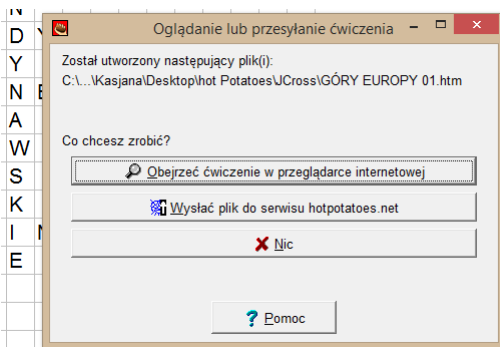 Oglądanie lub przesyłanie ćwiczenia
Został utworzony następujący plik(i):
C:\...\Kasjana\Desktop\hot Potatoes\JCross\GÓRY EUROPY 01.htm
Co chcesz zrobić?
Obejrzeć ćwiczenie w przeglądarce internetowej
Wysłać plik do serwisu hotpotatoes.net
Nic
Pomoc
D Y
Y
N
A
W
S
K
I
E